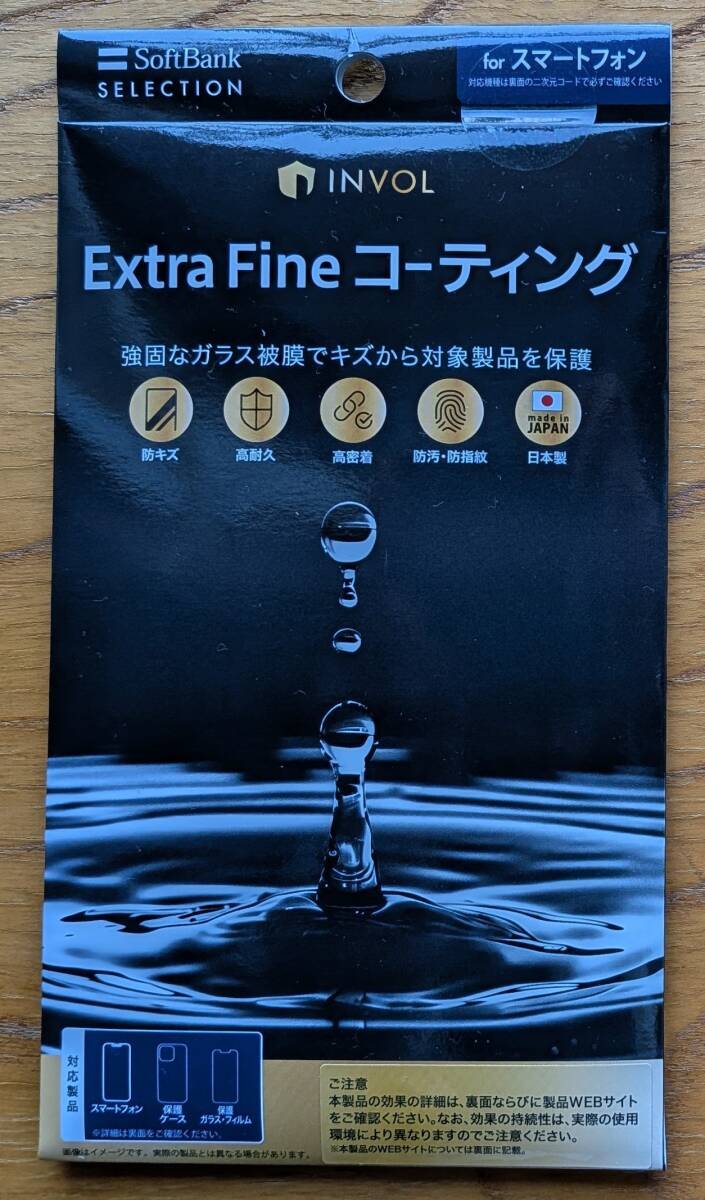 SoftBank
SELECTION
for スマートフォン
対応機種は裏面の二次元コードで必ずご確認ください
INVOL
Extra Fine コーティング
強固なガラス被膜でキズから対象製品を保護
made in
JAPAN
防キズ
高耐久
高密着
防汚・防指紋
日本製
対応製品
スマートフォン
保護
ケース
保護
ガラス・フィルム
※詳細は裏面をご確認ください。
画像はイメージです。実際の製品とは異なる場合があります。
ご注意
本製品の効果の詳細は、裏面ならびに製品WEBサイト
をご確認ください。なお、効果の持続性は、実際の使用
環境により異なりますのでご注意ください。
※本製品のWEBサイトについては裏面に記載。